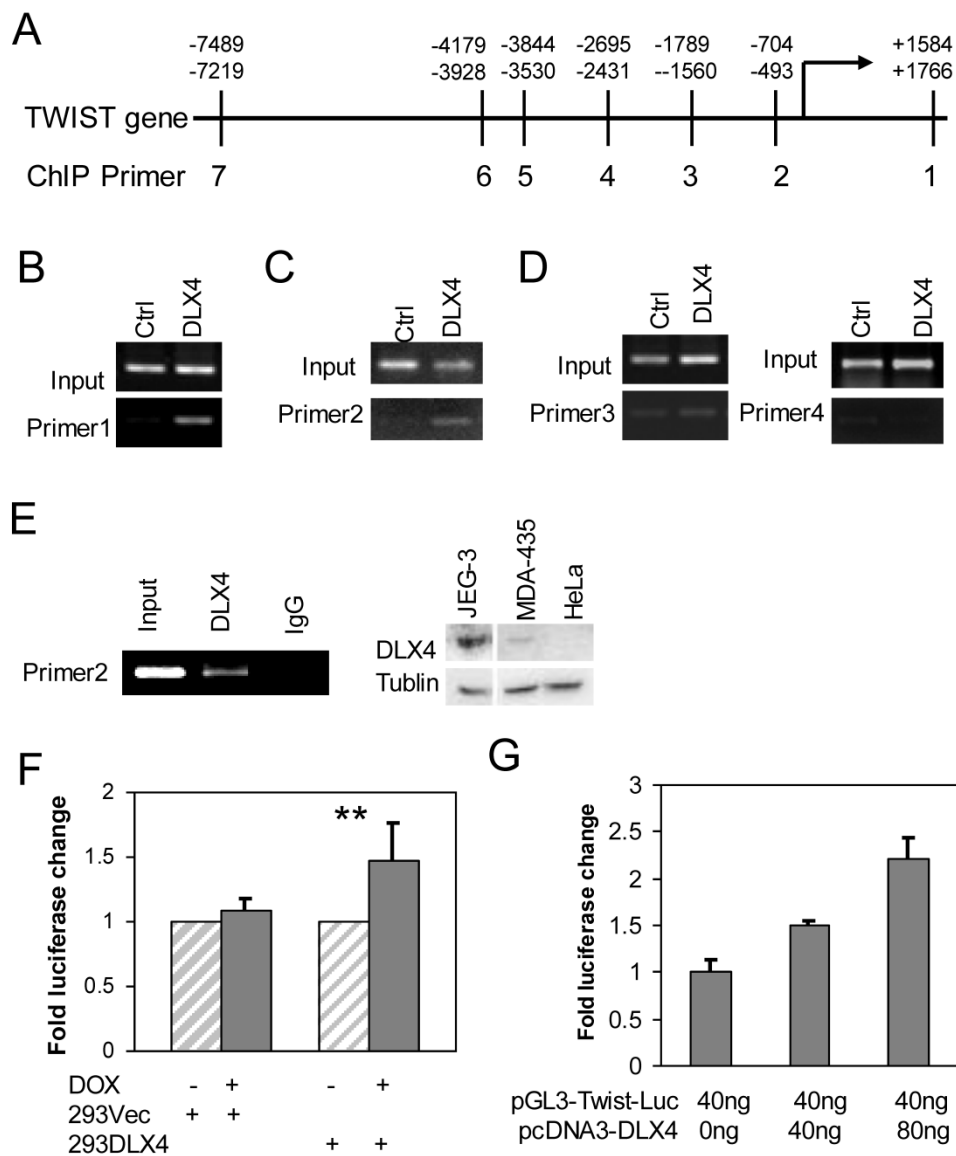 A
-7489 -4179 -3844 -2695 -1789 -704 +1584
-7219 -3928 -3530 -2431 --1560 -493 +1766
TWIST gene
ChIP Primer 7 6 5 4 3 2 1
B
Ctrl DLX4
Input
Primer1
C
Ctrl DLX4
Input
Primer2
D
Ctrl DLX4
Input
Primer3
Ctrl DLX4
Input
Primer4
E
Input DLX4 IgG
Primer2
JEG-3 MDA-435 HeLa
DLX4
Tublin
F
Fold luciferase change
2
1.5
1
0.5
0
**
DOX - + - +
293Vec + +
293DLX4 + +
G
Fold luciferase change
3
2.5
2
1.5
1
0.5
0
pGL3-Twist-Luc 40ng 40ng 40ng
pcDNA3-DLX4 0ng 40ng 80ng